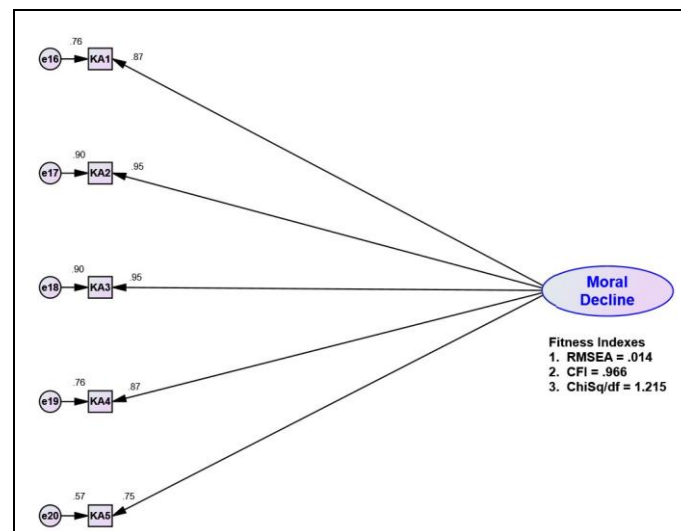 .76
e16 KA1 .87
.90
e17 KA2 .95
.90
e18 KA3 .95
Moral
Decline
Fitness Indexes
1. RMSEA = .014
2. CFI = .966
3. ChiSq/df = 1.215
.76
e19 KA4 .87
.57 .75
e20 KA5